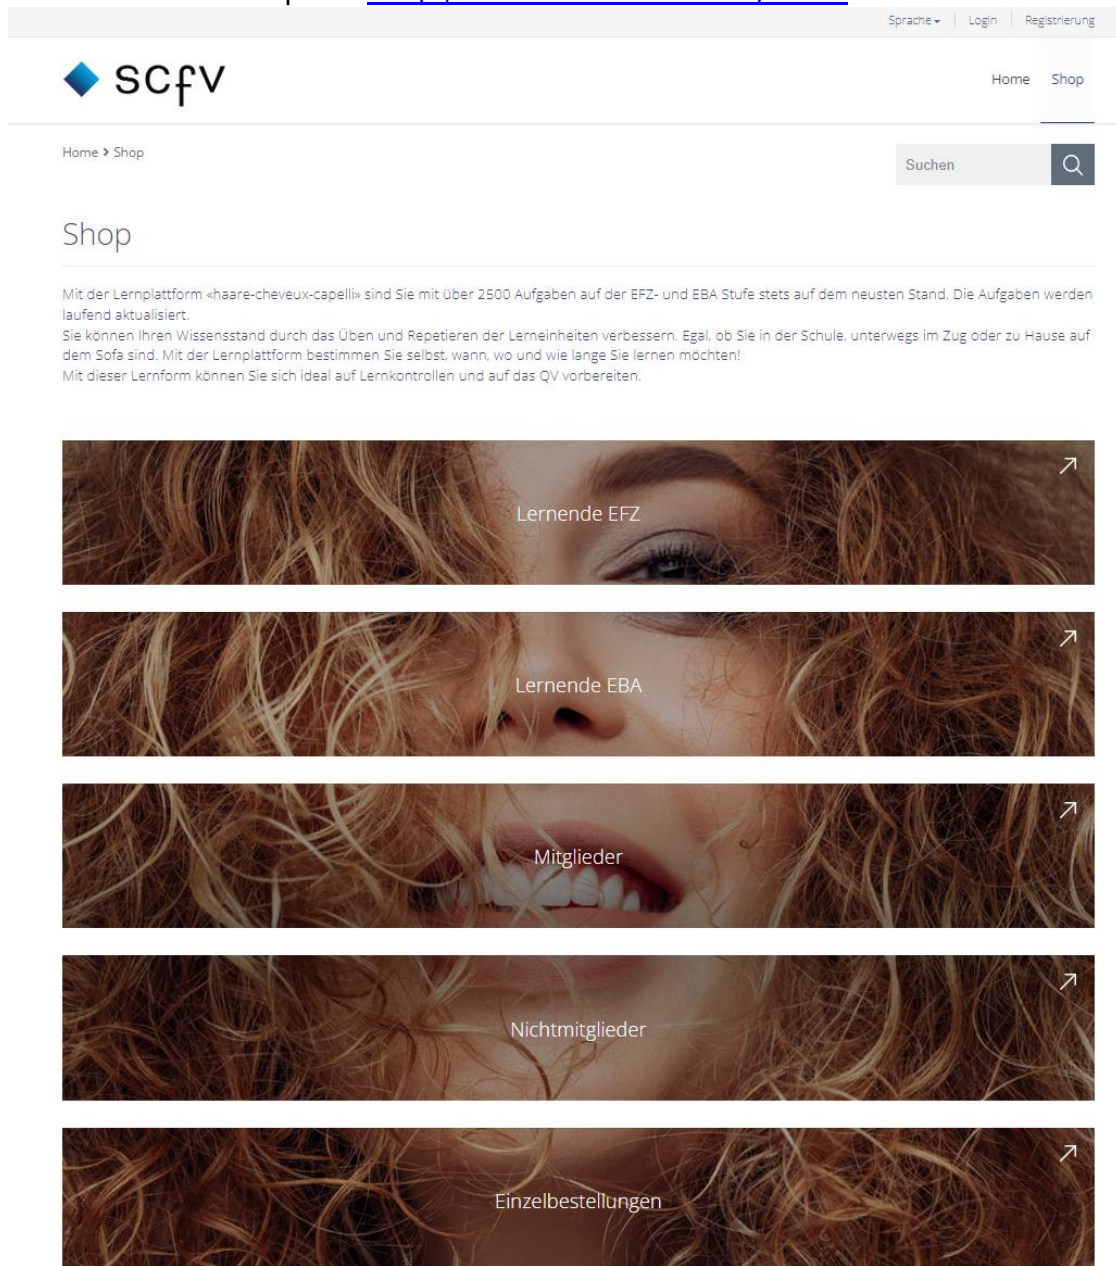 Sprache
Login
Registrierung
scfv
Home
Shop
Home > Shop
Suchen
Shop
Mit der Lernplattform «haare-cheveux-capelli» sind Sie mit über 2500 Aufgaben auf der EFZ- und EBA Stufe stets auf dem neusten Stand. Die Aufgaben werden
laufend aktualisiert.
Sie können Ihren Wissensstand durch das Üben und Repetieren der Lerneinheiten verbessern. Egal, ob Sie in der Schule, unterwegs im Zug oder zu Hause auf
dem Sofa sind. Mit der Lernplattform bestimmen Sie selbst, wann, wo und wie lange Sie lernen möchten!
Mit dieser Lernform können Sie sich ideal auf Lernkontrollen und auf das QV vorbereiten.
Lernende EFZ
Lernende EBA
Mitglieder
Nichtmitglieder
Einzelbestellungen